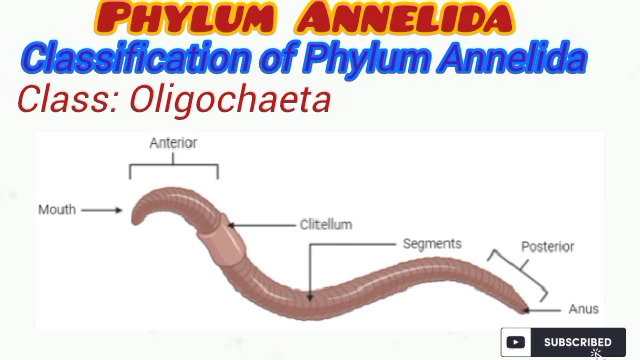 PHYLUM ANNELIDA
Classification of Phylum Annelida
Class: Oligochaeta
Anterior
Mouth
Clitellum
Segments
Posterior
Anus
SUBSCRIBED